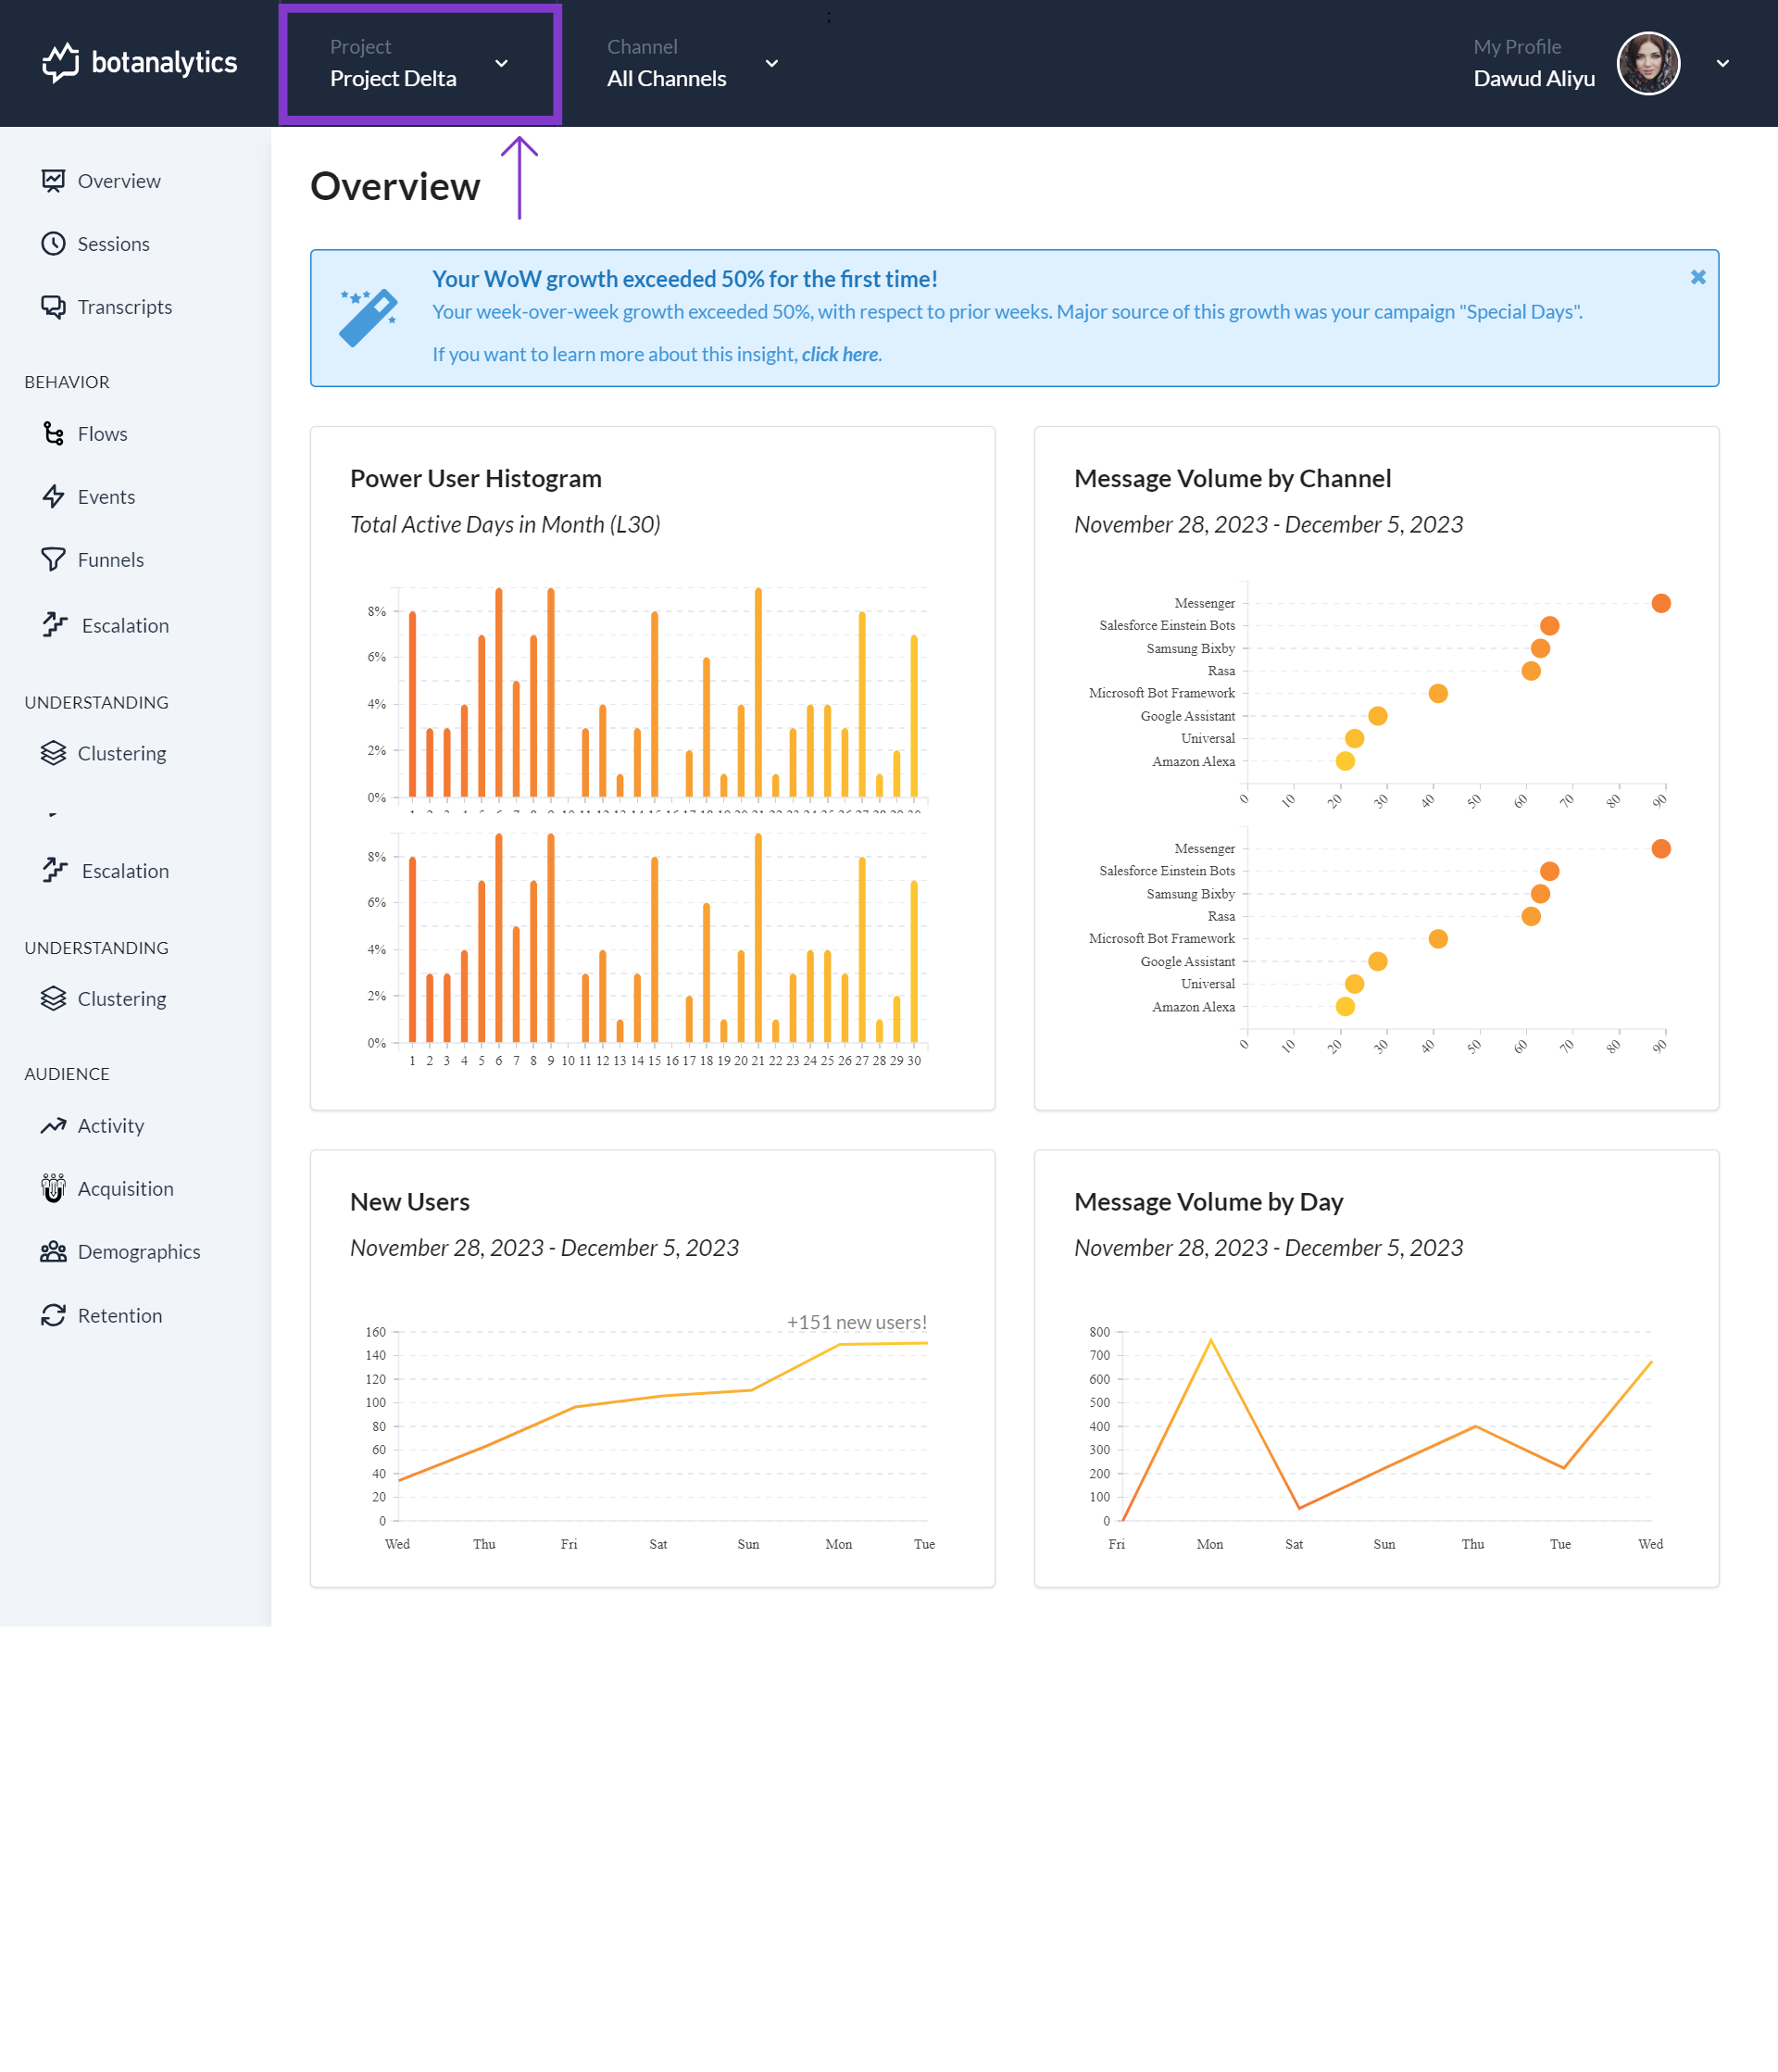 botanalytics
Project
Project Delta
Channel
All Channels
;
My Profile
Dawud Aliyu
Overview
Sessions
Transcripts
BEHAVIOR
Flows
Events
Funnels
Escalation
UNDERSTANDING
Clustering
Escalation
UNDERSTANDING
Clustering
AUDIENCE
Activity
Acquisition
Demographics
Retention
Overview
Your WoW growth exceeded 50% for the first time!
Your week-over-week growth exceeded 50%, with respect to prior weeks. Major source of this growth was your campaign "Special Days".
If you want to learn more about this insight, click here.
Power User Histogram
Total Active Days in Month (L30)
8%
6%
4%
2%
0%
8%
6%
4%
2%
0%
1 2 3 4 5 6 7 8 9 10 11 12 13 14 15 16 17 18 19 20 21 22 23 24 25 26 27 28 29 30
Message Volume by Channel
November 28, 2023 - December 5, 2023
Messenger
Salesforce Einstein Bots
Samsung Bixby
Rasa
Microsoft Bot Framework
Google Assistant
Universal
Amazon Alexa
0 10 20 30 40 50 60 70 80 90
Messenger
Salesforce Einstein Bots
Samsung Bixby
Rasa
Microsoft Bot Framework
Google Assistant
Universal
Amazon Alexa
0 10 20 30 40 50 60 70 80 90
New Users
November 28, 2023 - December 5, 2023
+151 new users!
160
140
120
100
80
60
40
20
0
Wed Thu Fri Sat Sun Mon Tue
Message Volume by Day
November 28, 2023 - December 5, 2023
800
700
600
500
400
300
200
100
0
Fri Mon Sat Sun Thu Tue Wed